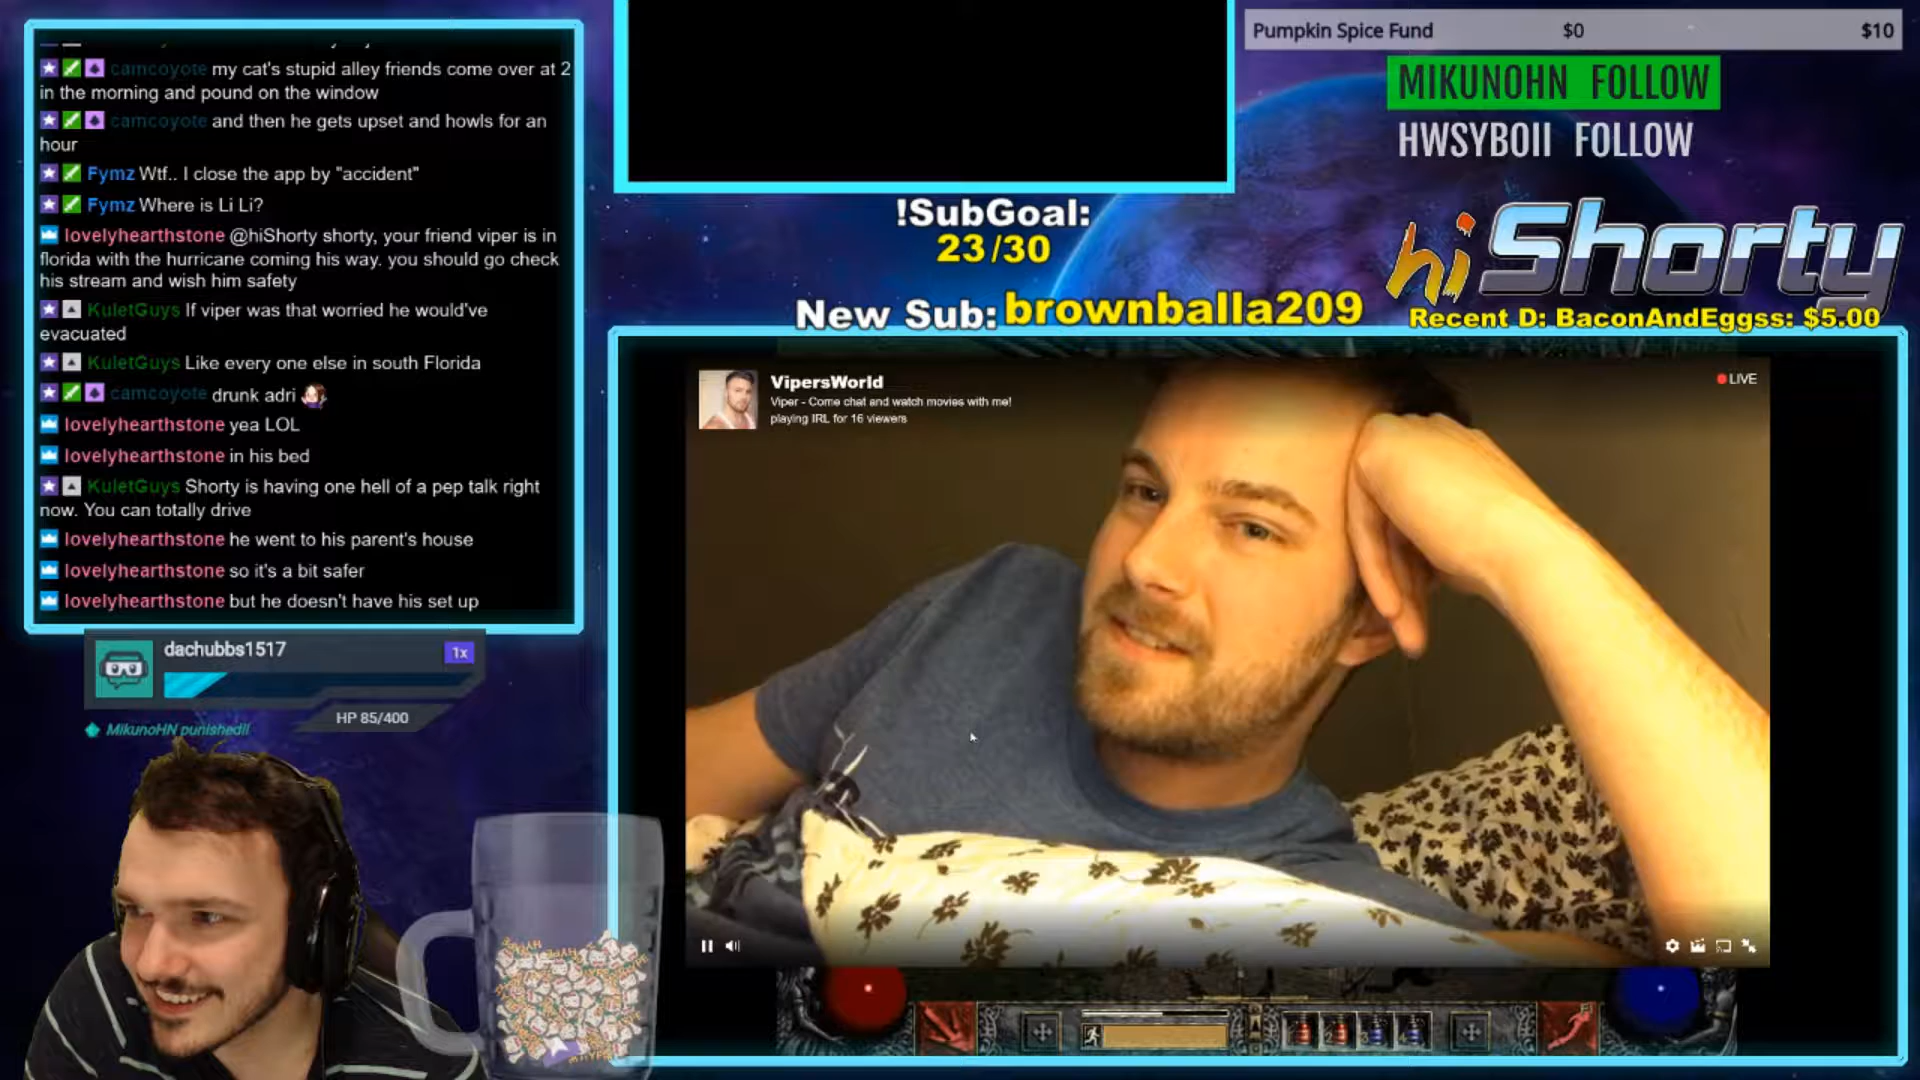 camcoyote my cat's stupid alley friends come over at 2
in the morning and pound on the window
camcoyote and then he gets upset and howls for an
hour
Fymz Wtf.. I close the app by "accident"
Fymz Where is Li Li?
lovelyhearthstone @hiShorty shorty, your friend viper is in
florida with the hurricane coming his way. you should go check
his stream and wish him safety
KuletGuys If viper was that worried he would've
evacuated
KuletGuys Like every one else in south Florida
camcoyote drunk adri
lovelyhearthstone yea LOL
lovelyhearthstone in his bed
KuletGuys Shorty is having one hell of a pep talk right
now. You can totally drive
lovelyhearthstone he went to his parent's house
lovelyhearthstone so it's a bit safer
lovelyhearthstone but he doesn't have his set up
dachubbs1517 1x
HP 85/400
MikunoHN punished!!
Pumpkin Spice Fund $0 $10
MIKUNOHN FOLLOW
HWSYBOII FOLLOW
!SubGoal:
23/30
hiShorty
New Sub: brownballa209
Recent D: BaconAndEggss: $5.00
VipersWorld
Viper - Come chat and watch movies with me!
playing IRL for 16 viewers
LIVE
HYPE